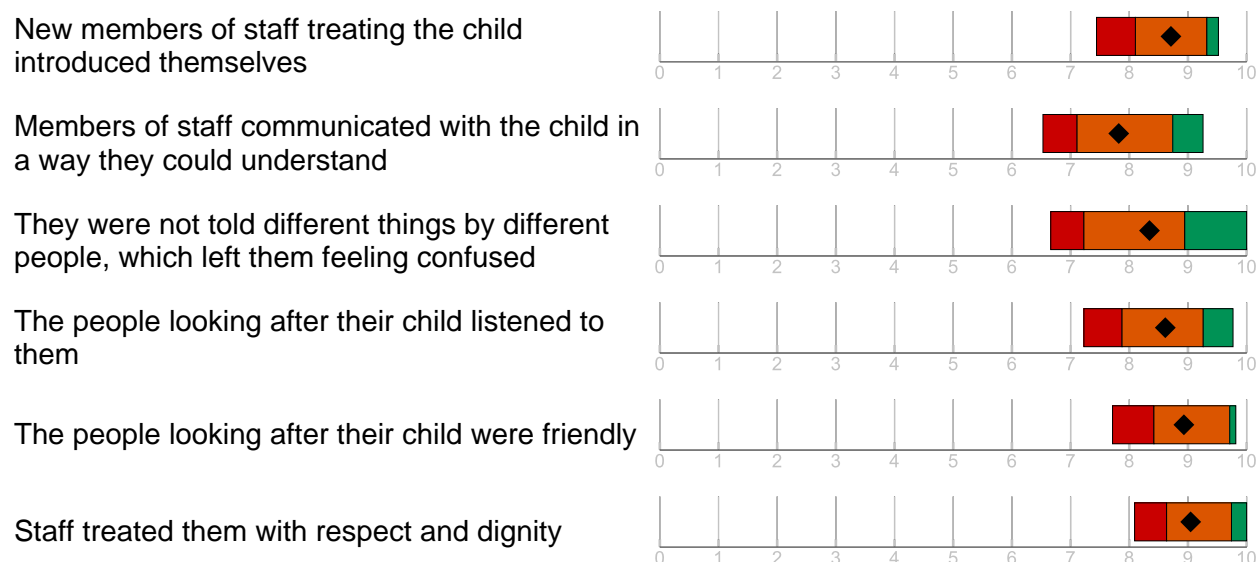 New members of staff treating the child
introduced themselves
0 1 2 3 4 5 6 7 8 9 10
Members of staff communicated with the child in
a way they could understand
0 1 2 3 4 5 6 7 8 9 10
They were not told different things by different
people, which left them feeling confused
0 1 2 3 4 5 6 7 8 9 10
The people looking after their child listened to
them
0 1 2 3 4 5 6 7 8 9 10
The people looking after their child were friendly
0 1 2 3 4 5 6 7 8 9 10
Staff treated them with respect and dignity
0 1 2 3 4 5 6 7 8 9 10